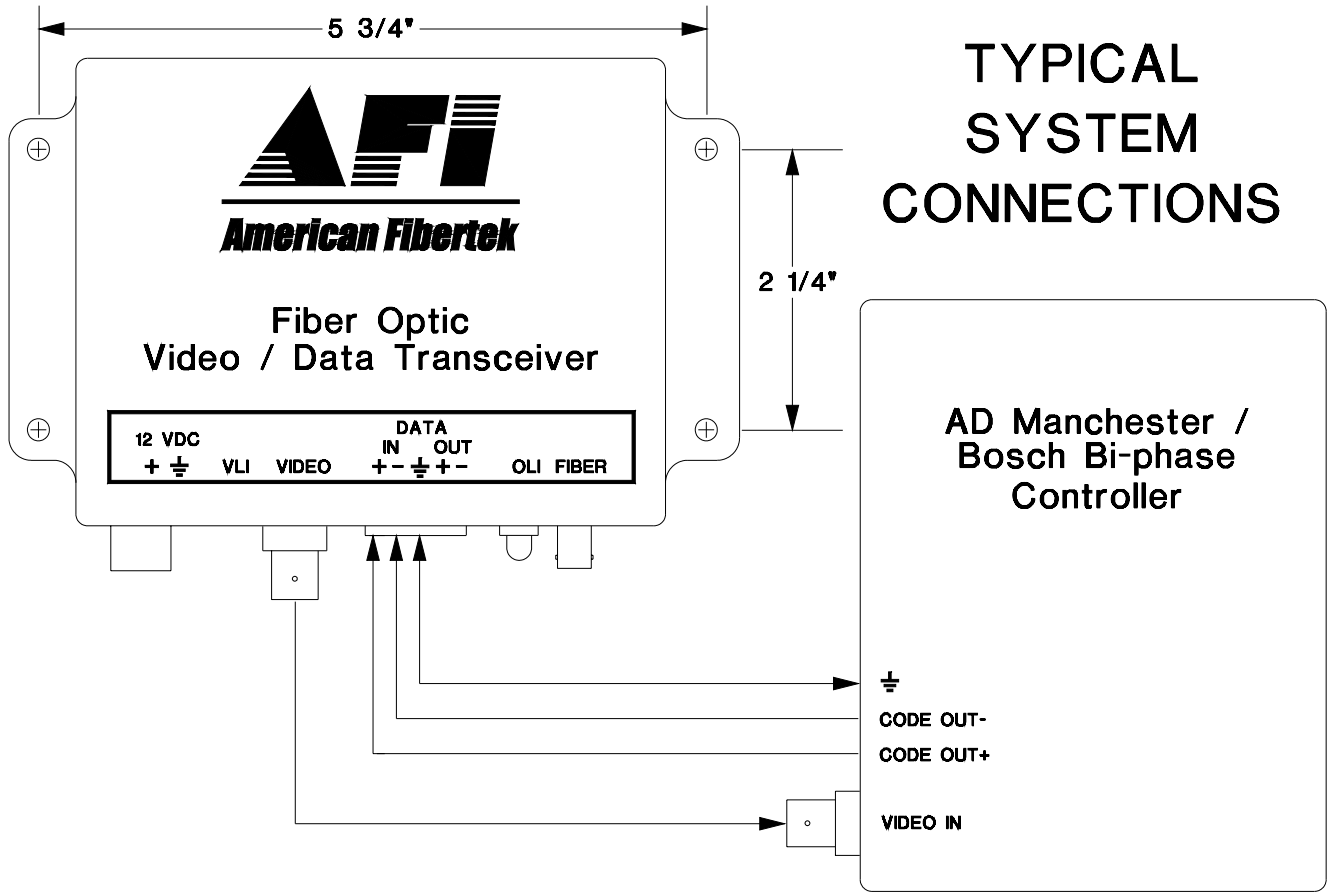 5 3/4"
TYPICAL
SYSTEM
CONNECTIONS
AFI
American Fibertek
2 1/4"
Fiber Optic
Video / Data Transceiver
DATA
12 VDC IN OUT
+ ⏚ VLI VIDEO +- ⏚ +- OLI FIBER
AD Manchester /
Bosch Bi-phase
Controller
⏚
CODE OUT-
CODE OUT+
VIDEO IN